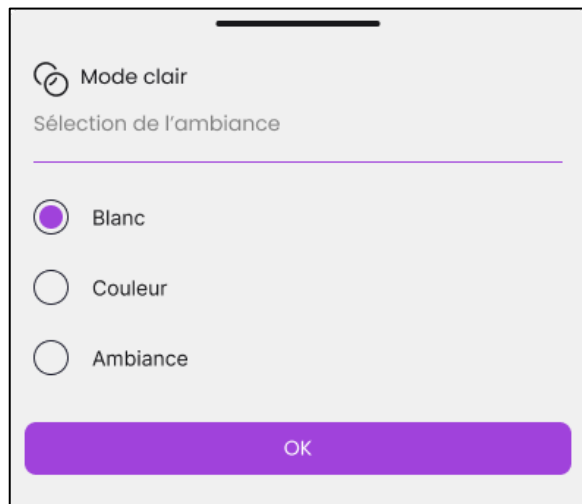 Mode clair
Sélection de l'ambiance
Blanc
Couleur
Ambiance
OK